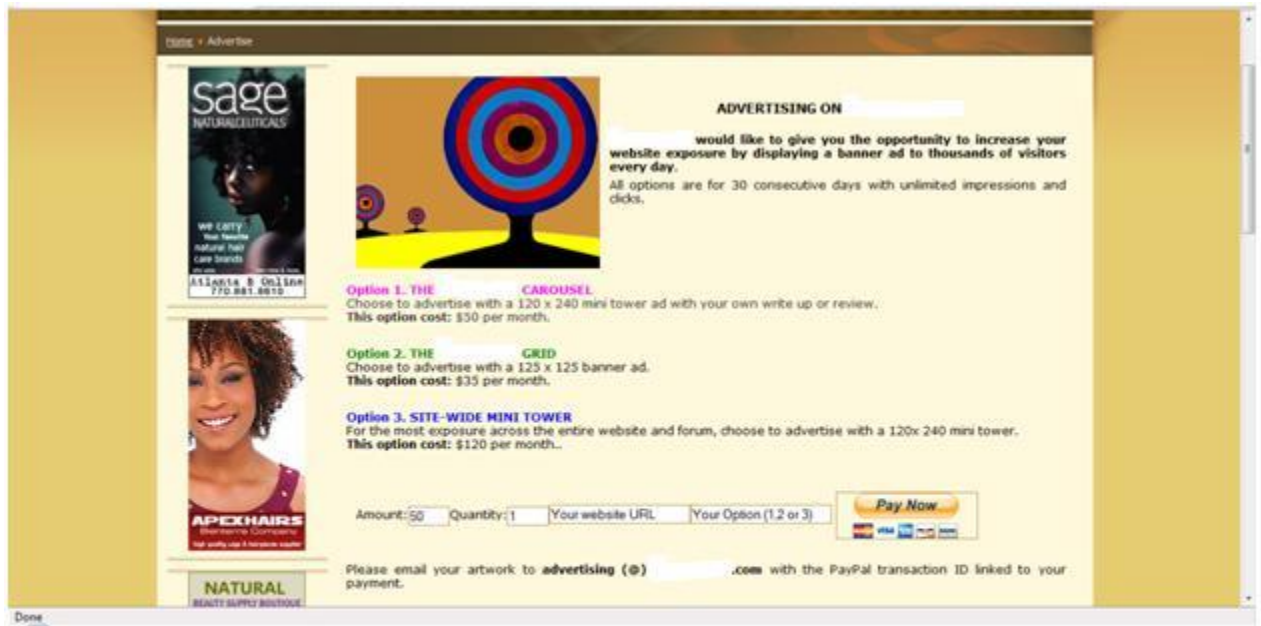 Home • Advertise
sage
NATURALCEUTICALS
we carry
Your favorite
natural hair
care brands
Atlanta & Online
770.881.8610
APEXHAIRS
NATURAL
BEAUTY SUPPLY BOUTIQUE
ADVERTISING ON
would like to give you the opportunity to increase your
website exposure by displaying a banner ad to thousands of visitors
every day.
All options are for 30 consecutive days with unlimited impressions and
clicks.
Option 1. THE CAROUSEL
Choose to advertise with a 120 x 240 mini tower ad with your own write up or review.
This option cost: $50 per month.
Option 2. THE GRID
Choose to advertise with a 125 x 125 banner ad.
This option cost: $35 per month.
Option 3. SITE-WIDE MINI TOWER
For the most exposure across the entire website and forum, choose to advertise with a 120x 240 mini tower.
This option cost: $120 per month..
Amount: 50 Quantity: 1 Your website URL Your Option (1,2 or 3) Pay Now
VISA
Please email your artwork to advertising (@) .com with the PayPal transaction ID linked to your
payment.
Done